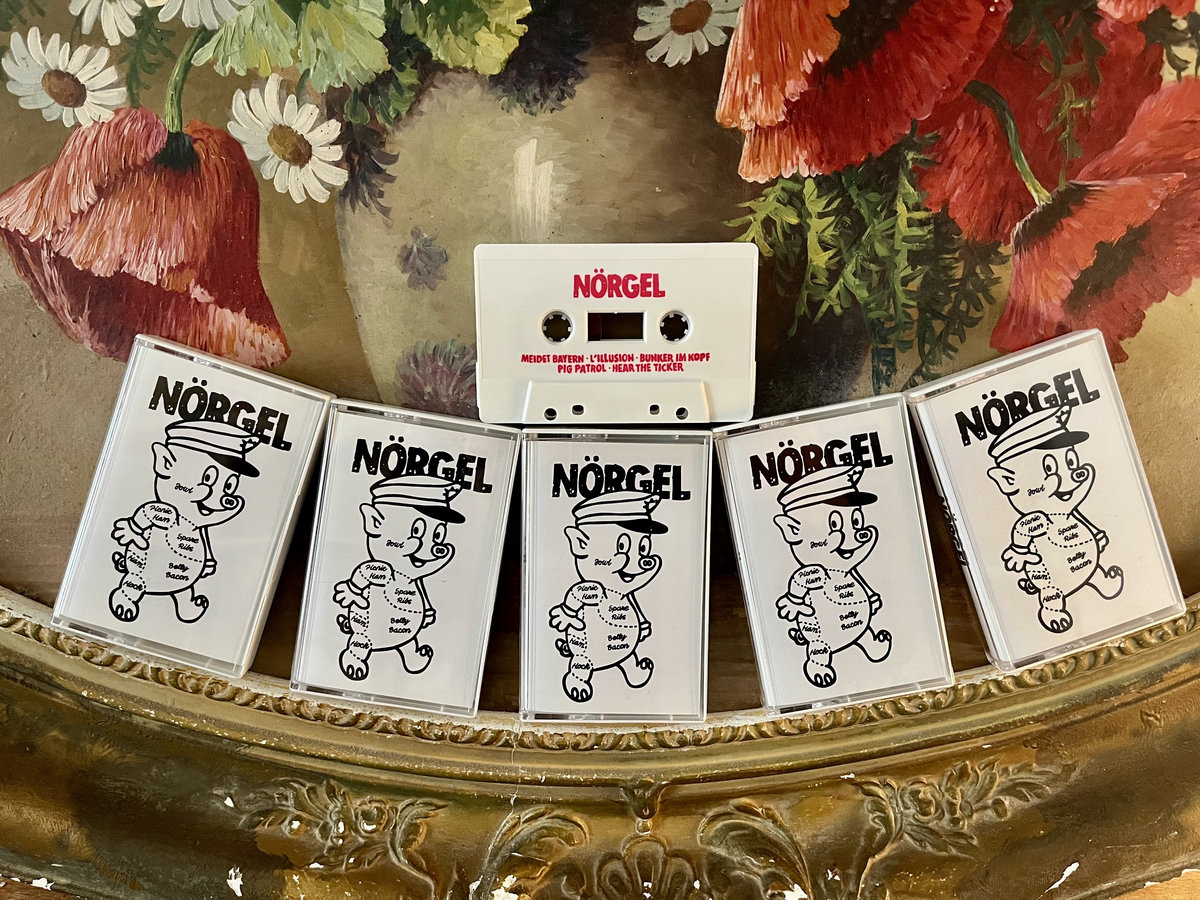 NÖRGEL
MEIDET BAYERN · L'ILLUSION · BUNKER IM KOPF
PIG PATROL · HEAR THE TICKER
NÖRGEL
Jowl
Picnic
Ham
Spare
Ribs
Belly
Bacon
Ham
Hock
NÖRGEL
Jowl
Picnic
Ham
Spare
Ribs
Belly
Bacon
Ham
Hock
NÖRGEL
Jowl
Picnic
Ham
Spare
Ribs
Belly
Bacon
Ham
Hock
NÖRGEL
Jowl
Picnic
Ham
Spare
Ribs
Belly
Bacon
Ham
Hock
NÖRGEL
Jowl
Picnic
Ham
Spare
Ribs
Belly
Bacon
Ham
Hock